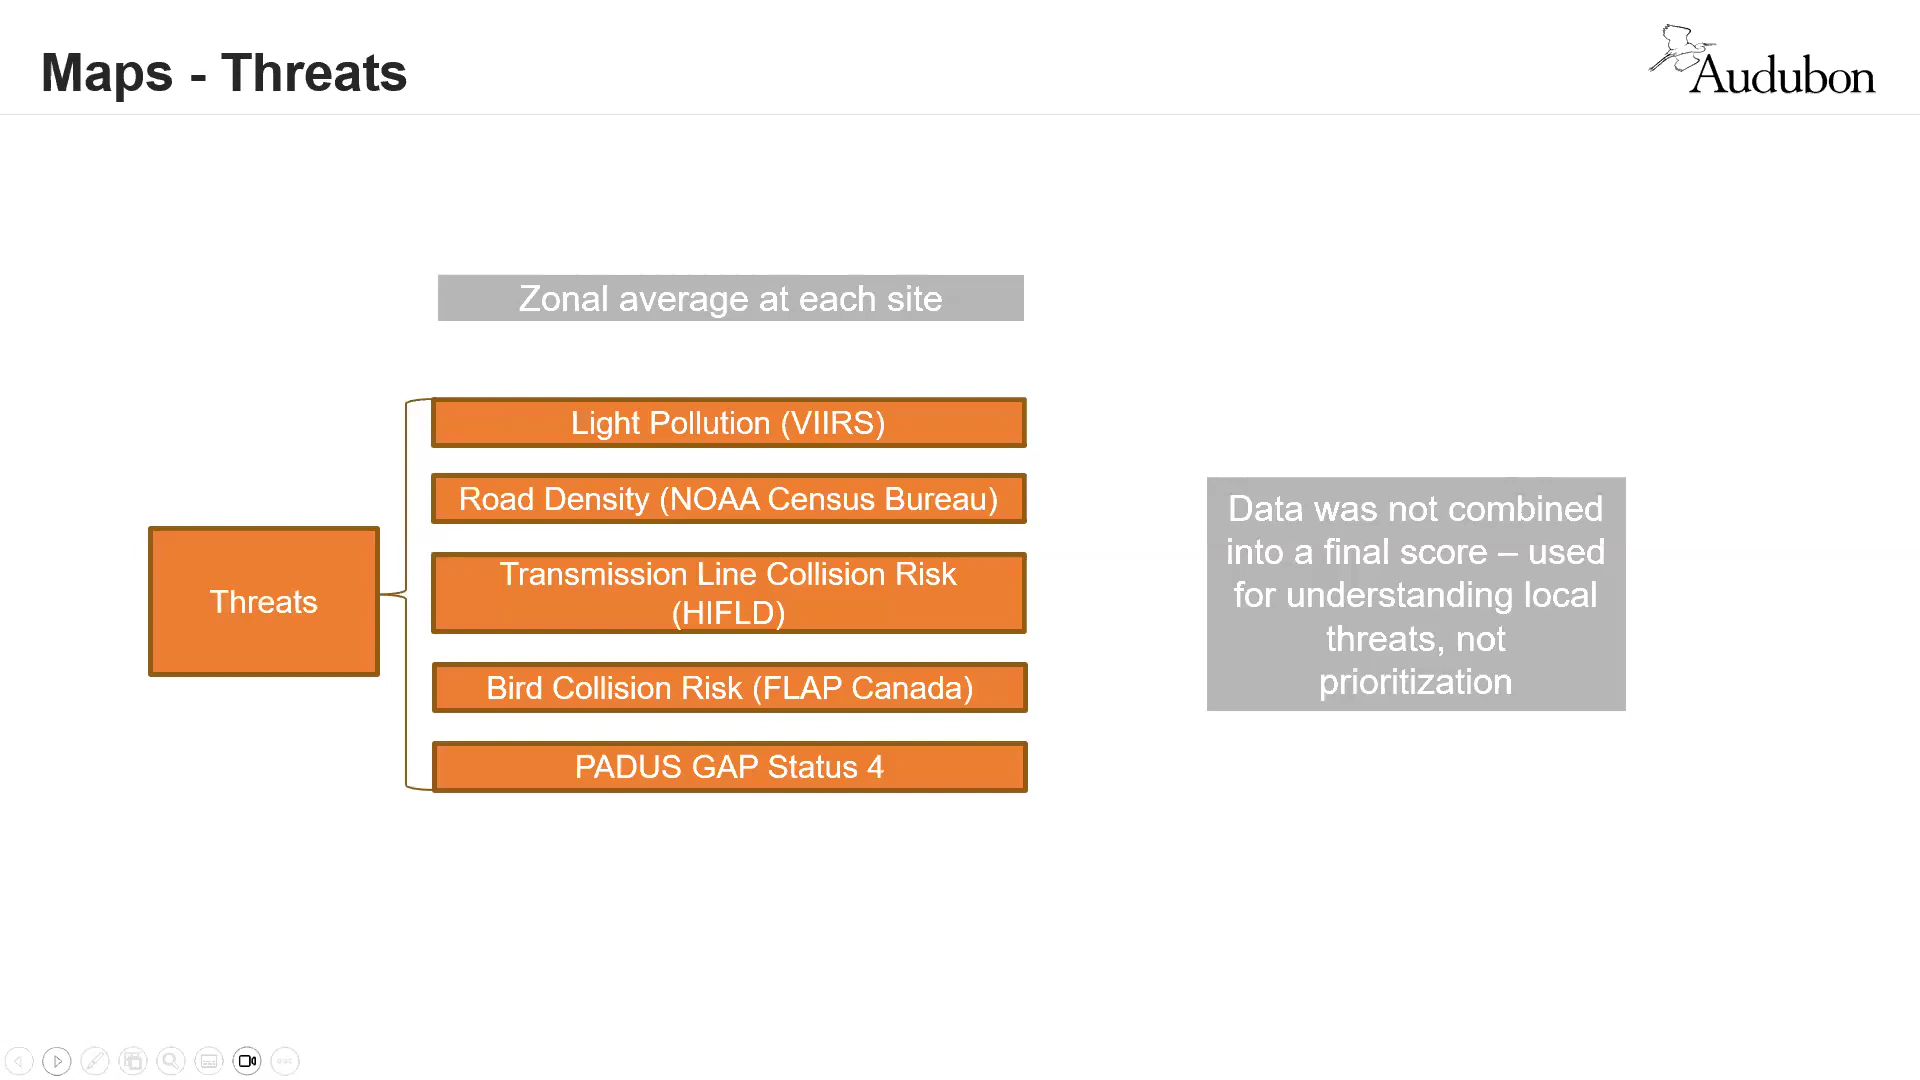 Maps - Threats
Audubon
Zonal average at each site
Light Pollution (VIIRS)
Road Density (NOAA Census Bureau)
Transmission Line Collision Risk
(HIFLD)
Bird Collision Risk (FLAP Canada)
PADUS GAP Status 4
Threats
Data was not combined
into a final score – used
for understanding local
threats, not
prioritization